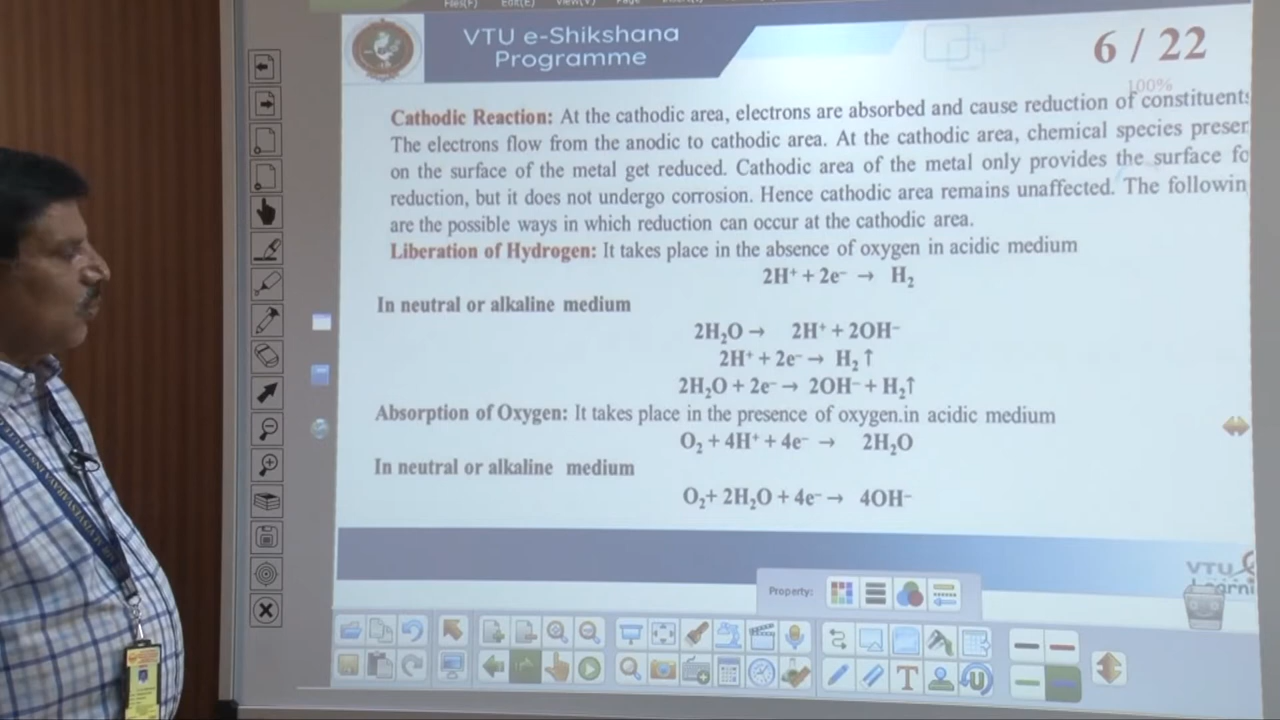 Files(F) Edit(E) View(V) Page
VTU e-Shikshana
Programme
6 / 22
100%
Cathodic Reaction: At the cathodic area, electrons are absorbed and cause reduction of constituents
The electrons flow from the anodic to cathodic area. At the cathodic area, chemical species presen
on the surface of the metal get reduced. Cathodic area of the metal only provides the surface fo
reduction, but it does not undergo corrosion. Hence cathodic area remains unaffected. The followin
are the possible ways in which reduction can occur at the cathodic area.
Liberation of Hydrogen: It takes place in the absence of oxygen in acidic medium
2H⁺ + 2e⁻ → H₂
In neutral or alkaline medium
2H₂O → 2H⁺ + 2OH⁻
2H⁺ + 2e⁻ → H₂ ↑
2H₂O + 2e⁻ → 2OH⁻ + H₂↑
Absorption of Oxygen: It takes place in the presence of oxygen.in acidic medium
O₂ + 4H⁺ + 4e⁻ → 2H₂O
In neutral or alkaline medium
O₂+ 2H₂O + 4e⁻ → 4OH⁻
VTU
Property: